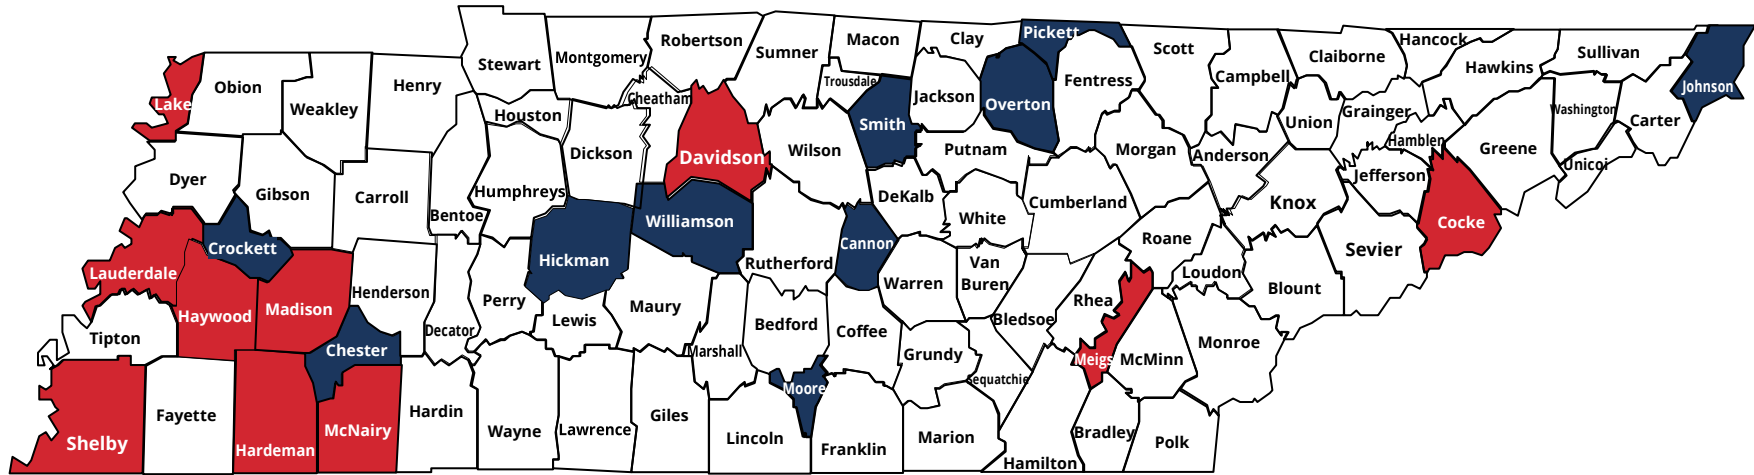 Pickett
Macon
Clay
Robertson
Hancock
Scott
Sumner
Sullivan
Montgomery
Claiborne
Stewart
Hawkins
Campbell
Trousdale
Fentress
Henry
Obion
Johnson
Jackson
Cheatham
Lake
Overton
Weakley
Washington
Grainger
Houston
Carter
Union
Smith
Hamblen
Greene
Putnam
Morgan
Wilson
Dickson
Anderson
Davidson
Unicoi
Jefferson
Dyer
Humphreys
Gibson
DeKalb
Carroll
Cumberland
Knox
Bentoe
White
Williamson
Cocke
Roane
Cannon
Crockett
Sevier
Hickman
Van
Buren
Rutherford
Loudon
Lauderdale
Warren
Blount
Henderson
Perry
Rhea
Maury
Madison
Haywood
Lewis
Bledsoe
Bedford
Decator
Coffee
Tipton
Monroe
Chester
Marshall
Grundy
Meigs
McMinn
Sequatchie
Moore
Hardin
Fayette
Giles
Lawrence
McNairy
Wayne
Bradley
Lincoln
Marion
Polk
Shelby
Franklin
Hardeman
Hamilton